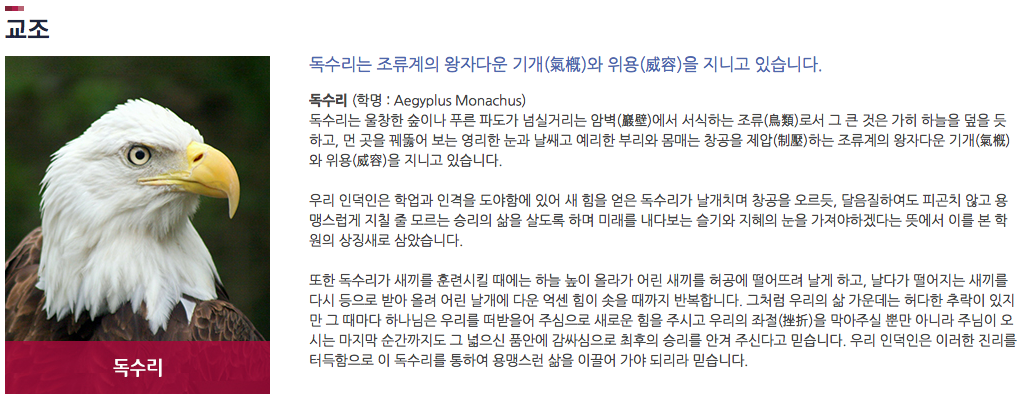 교조
독수리는 조류계의 왕자다운 기개(氣槪)와 위용(威容)을 지니고 있습니다.
독수리 (학명 : Aegyplus Monachus)
독수리는 울창한 숲이나 푸른 파도가 넘실거리는 암벽(巖壁)에서 서식하는 조류(鳥類)로서 그 큰 것은 가히 하늘을 덮을 듯
하고, 먼 곳을 꿰뚫어 보는 영리한 눈과 날쌔고 예리한 부리와 몸매는 창공을 제압(制壓)하는 조류계의 왕자다운 기개(氣槪)
와 위용(威容)을 지니고 있습니다.
우리 인덕인은 학업과 인격을 도야함에 있어 새 힘을 얻은 독수리가 날개치며 창공을 오르듯, 달음질하여도 피곤치 않고 용
맹스럽게 지칠 줄 모르는 승리의 삶을 살도록 하며 미래를 내다보는 슬기와 지혜의 눈을 가져야하겠다는 뜻에서 이를 본 학
원의 상징새로 삼았습니다.
또한 독수리가 새끼를 훈련시킬 때에는 하늘 높이 올라가 어린 새끼를 허공에 떨어뜨려 날게 하고, 날다가 떨어지는 새끼를
다시 등으로 받아 올려 어린 날개에 다운 억센 힘이 솟을 때까지 반복합니다. 그처럼 우리의 삶 가운데는 허다한 추락이 있지
만 그 때마다 하나님은 우리를 떠받들어 주심으로 새로운 힘을 주시고 우리의 좌절(挫折)을 막아주실 뿐만 아니라 주님이 오
시는 마지막 순간까지도 그 넓으신 품안에 감싸심으로 최후의 승리를 안겨 주신다고 믿습니다. 우리 인덕인은 이러한 진리를
터득함으로 이 독수리를 통하여 용맹스런 삶을 이끌어 가야 되리라 믿습니다.
독수리